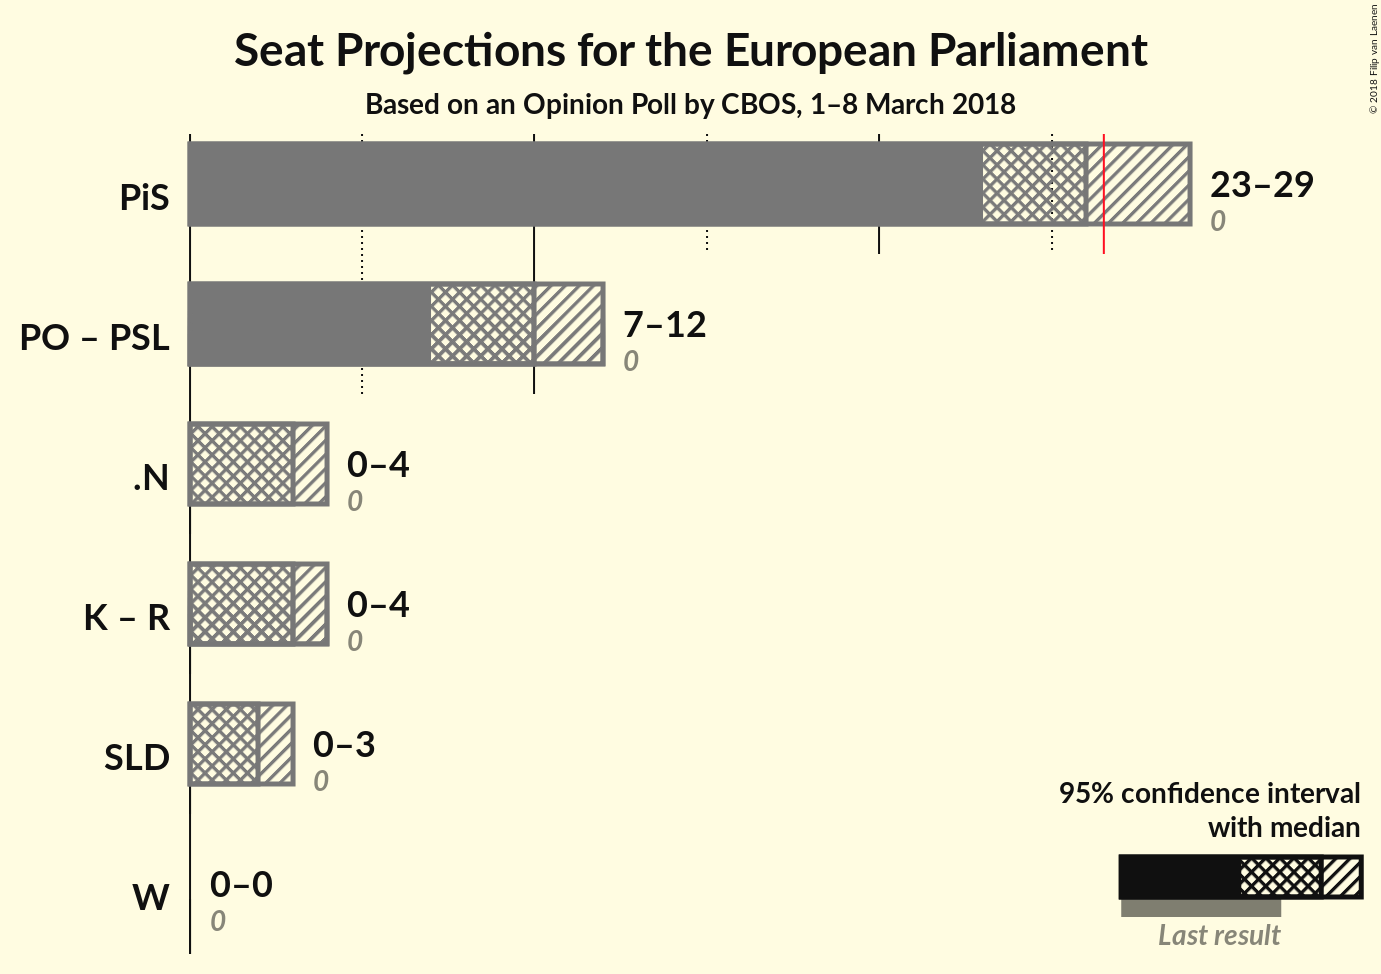 Seat Projections for the European Parliament
Based on an Opinion Poll by CBOS, 1–8 March 2018
© 2018 Filip van Laenen
PiS
23–29
0
PO – PSL
7–12
0
.N
0–4
0
K – R
0–4
0
SLD
0–3
0
W
0–0
0
95% confidence interval
with median
Last result